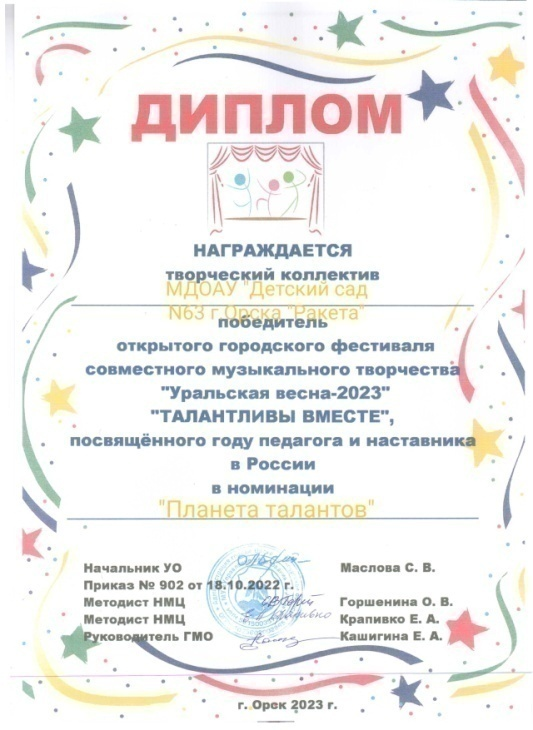 ДИПЛОМ
НАГРАЖДАЕТСЯ
творческий коллектив
МДОАУ "Детский сад
N63 г.Орска "Ракета"
победитель
открытого городского фестиваля
совместного музыкального творчества
"Уральская весна-2023"
"ТАЛАНТЛИВЫ ВМЕСТЕ",
посвящённого году педагога и наставника
в России
в номинации
"Планета талантов"
Начальник УО Маслова С. В.
Приказ № 902 от 18.10.2022 г.
Методист НМЦ Горшенина О. В.
Методист НМЦ Крапивко Е. А.
Руководитель ГМО Кашигина Е. А.
г. Орск 2023 г.